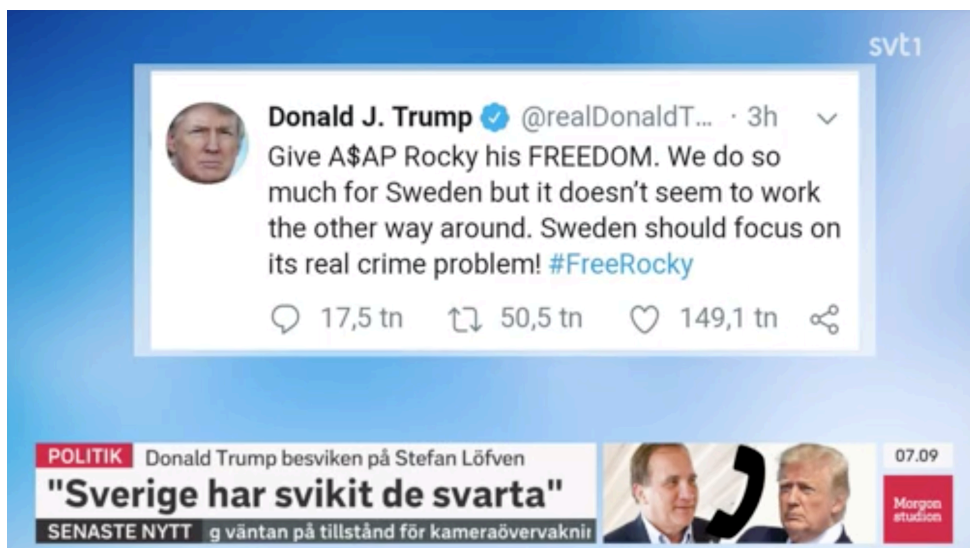 svt1
Donald J. Trump @realDonaldT... · 3h
Give A$AP Rocky his FREEDOM. We do so
much for Sweden but it doesn't seem to work
the other way around. Sweden should focus on
its real crime problem! #FreeRocky
17,5 tn 50,5 tn 149,1 tn
POLITIK Donald Trump besviken på Stefan Löfven
"Sverige har svikit de svarta"
SENASTE NYTT g väntan på tillstånd för kameraövervaknin
07.09
Morgon
studion